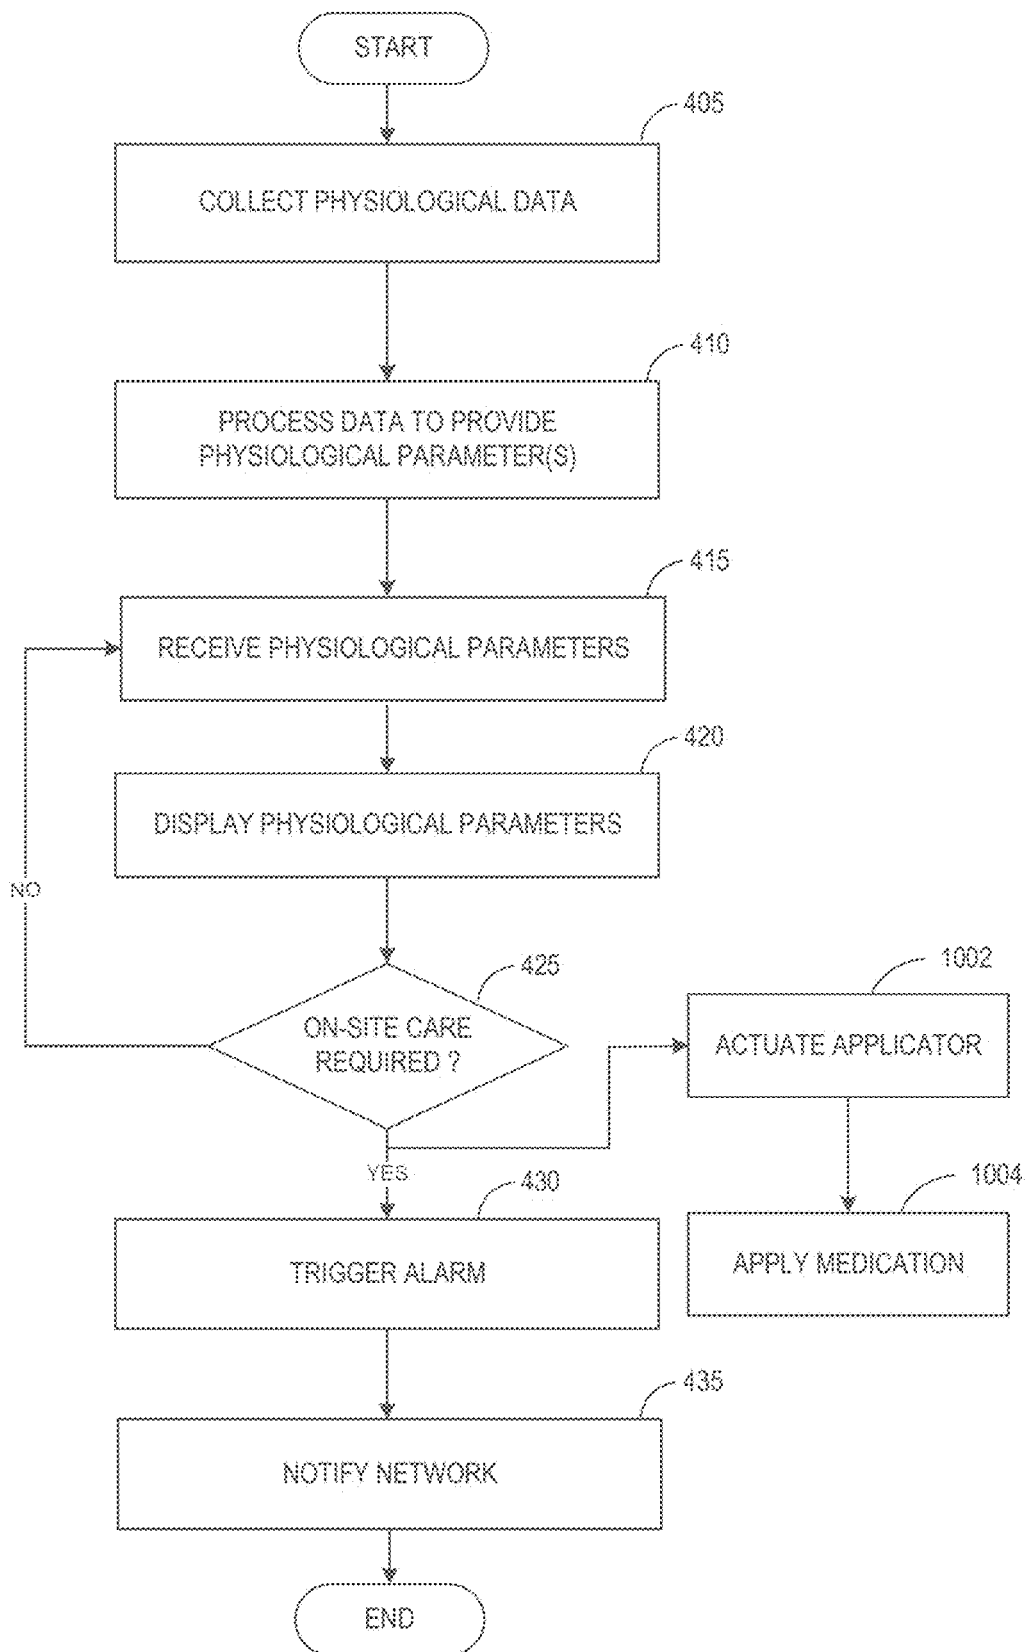 START
405
COLLECT PHYSIOLOGICAL DATA
410
PROCESS DATA TO PROVIDE
PHYSIOLOGICAL PARAMETER(S)
415
RECEIVE PHYSIOLOGICAL PARAMETERS
420
DISPLAY PHYSIOLOGICAL PARAMETERS
NO
425
ON-SITE CARE
REQUIRED ?
1002
ACTUATE APPLICATOR
YES
430
TRIGGER ALARM
1004
APPLY MEDICATION
435
NOTIFY NETWORK
END